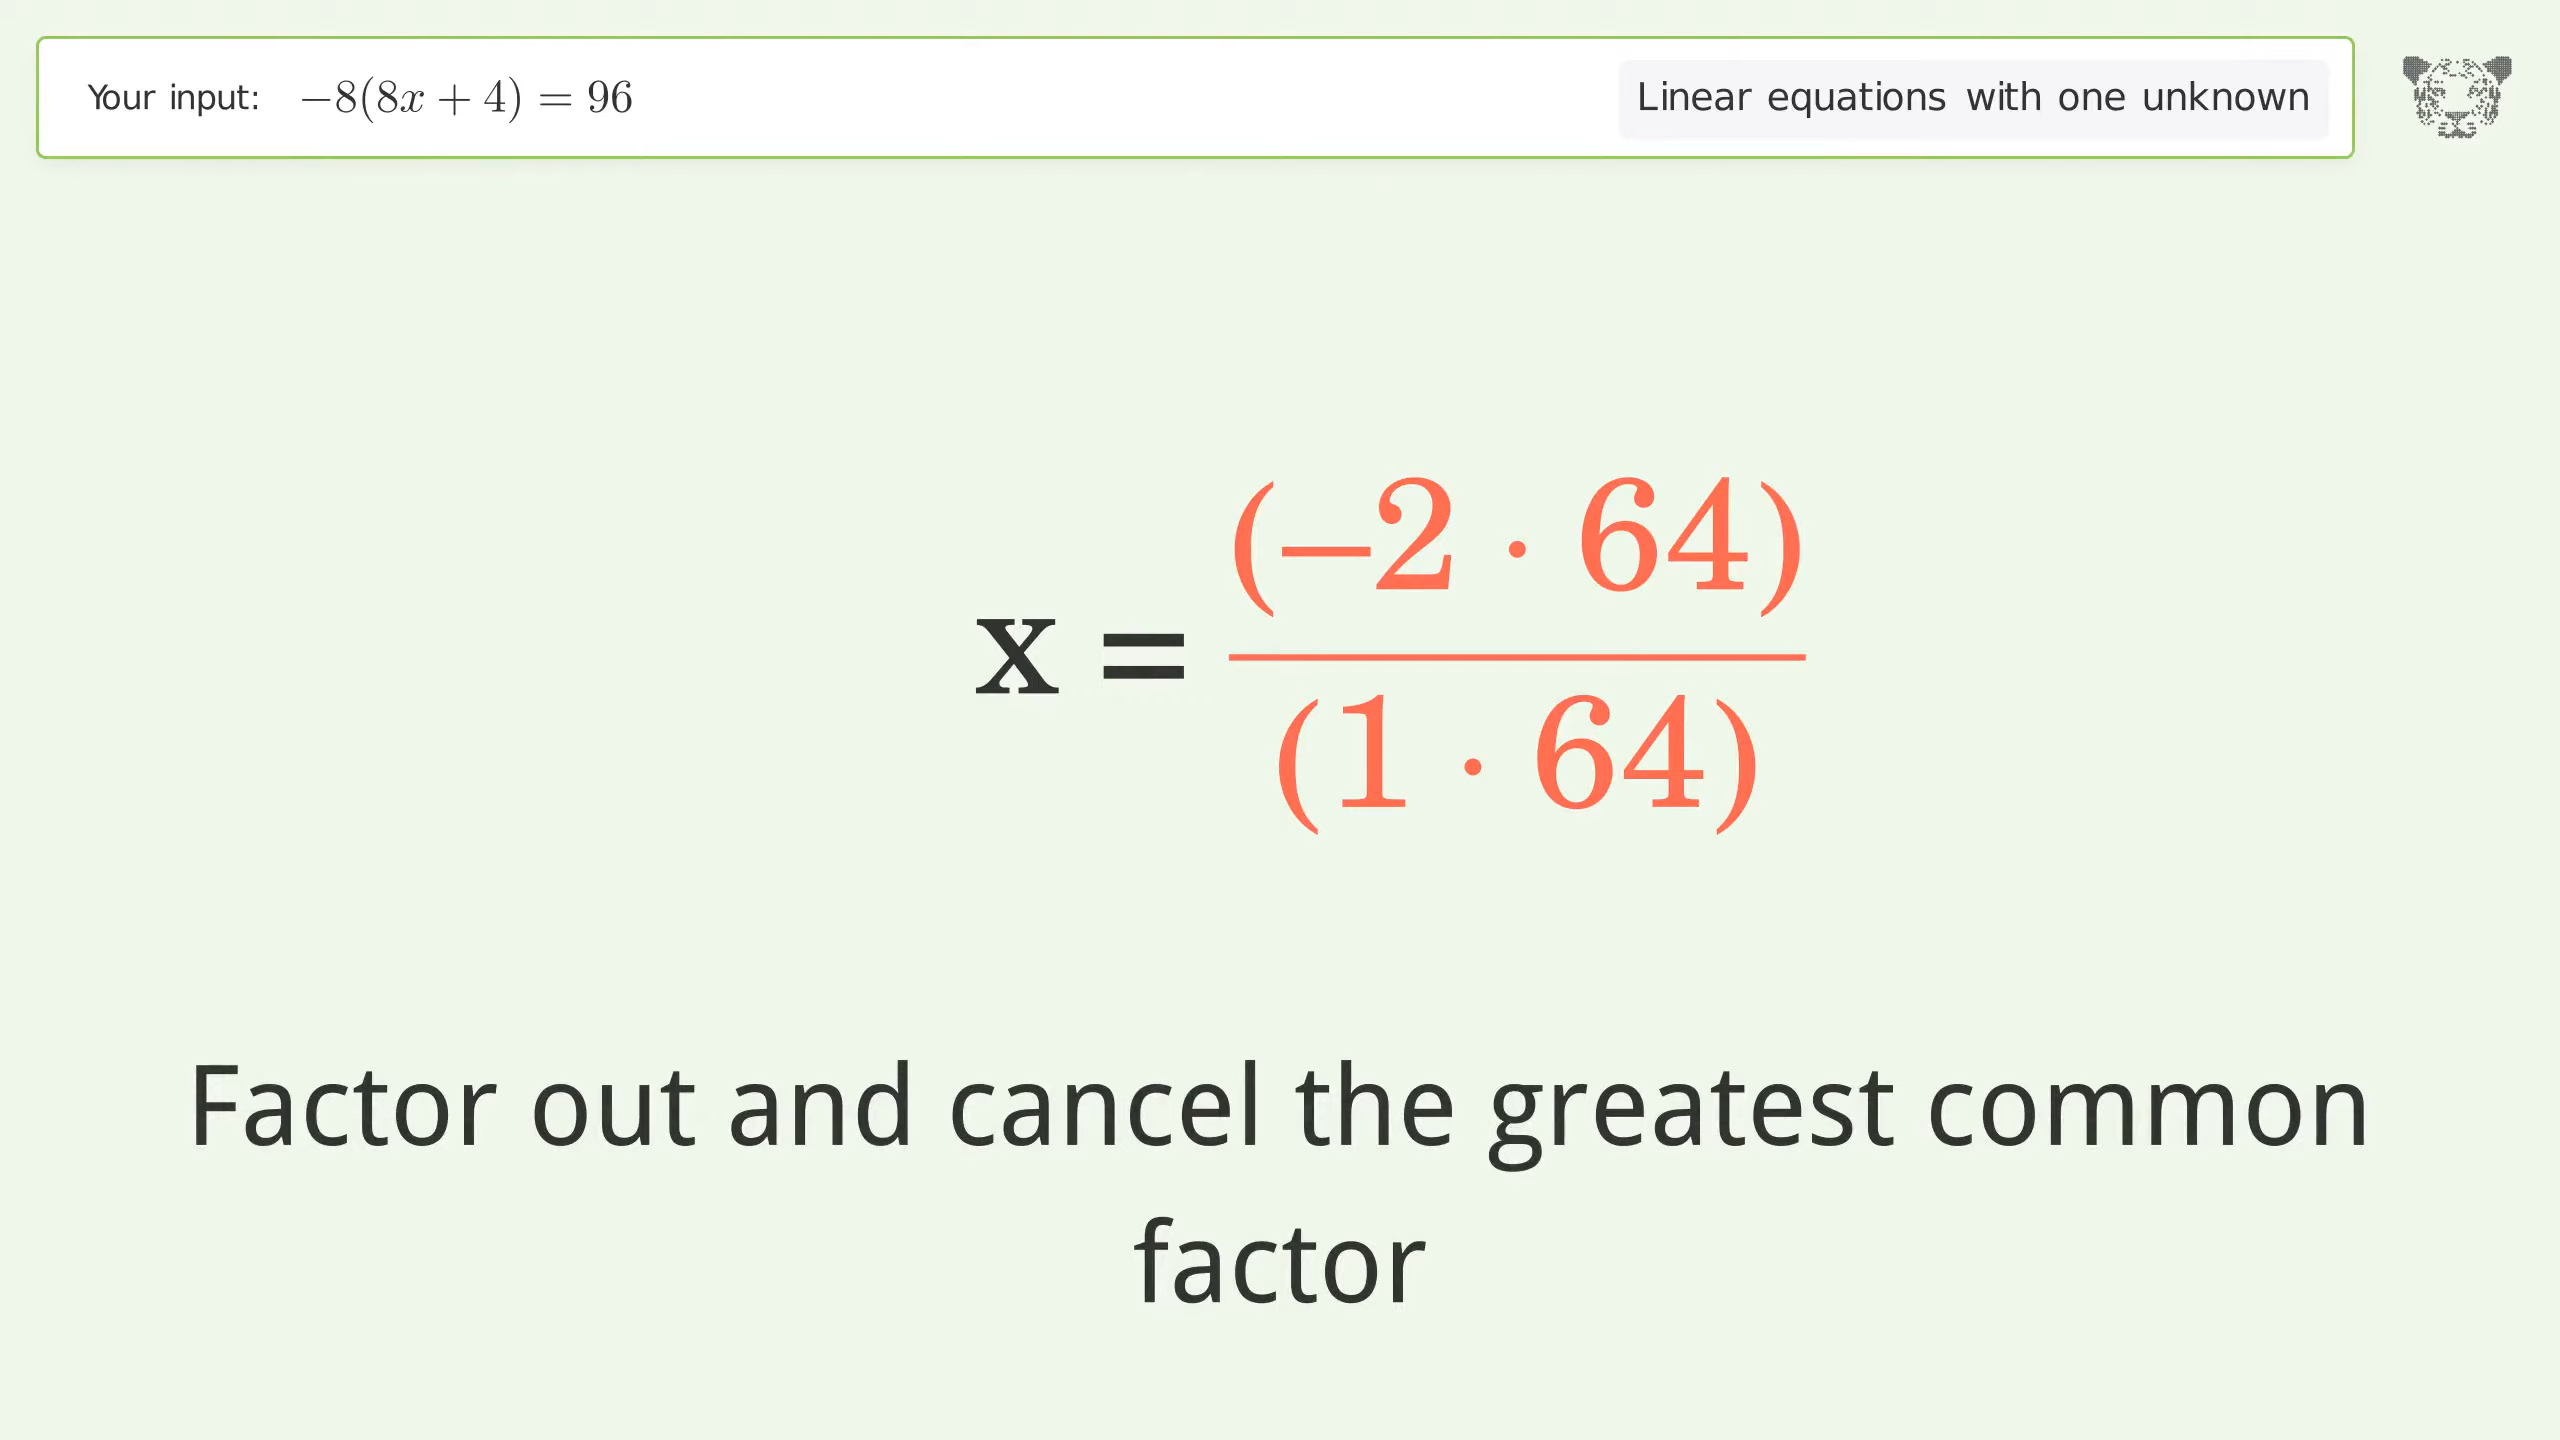 Your input: −8(8x + 4) = 96
Linear equations with one unknown
x = (−2 · 64) / (1 · 64)
Factor out and cancel the greatest common
factor